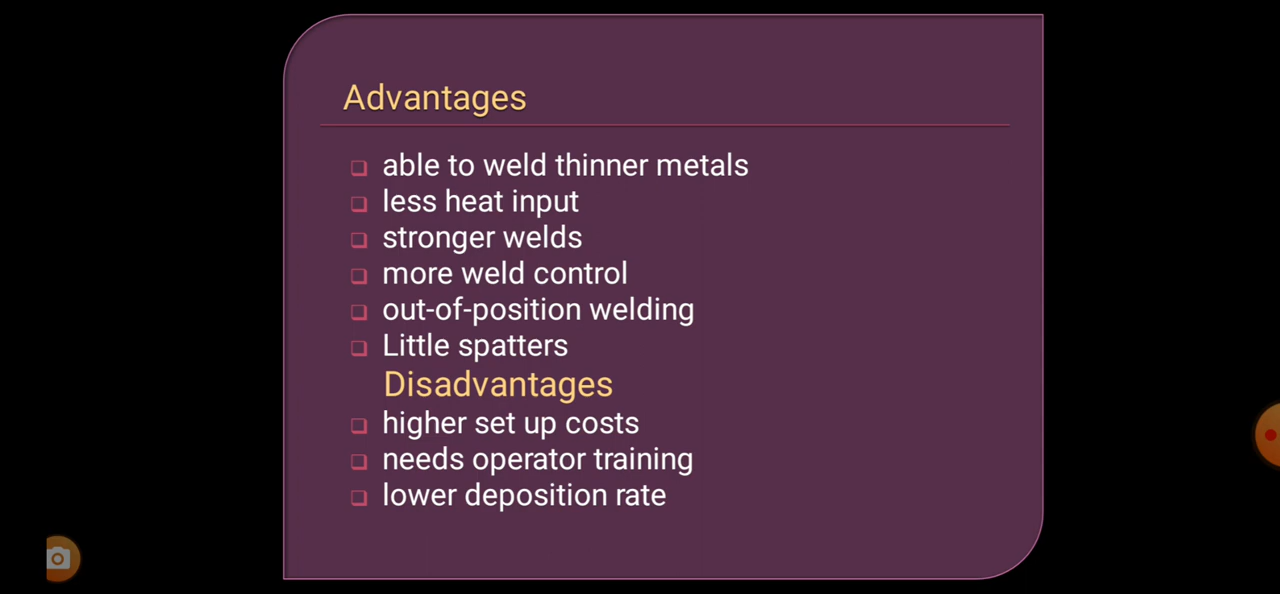 Advantages
able to weld thinner metals
less heat input
stronger welds
more weld control
out-of-position welding
Little spatters
Disadvantages
higher set up costs
needs operator training
lower deposition rate